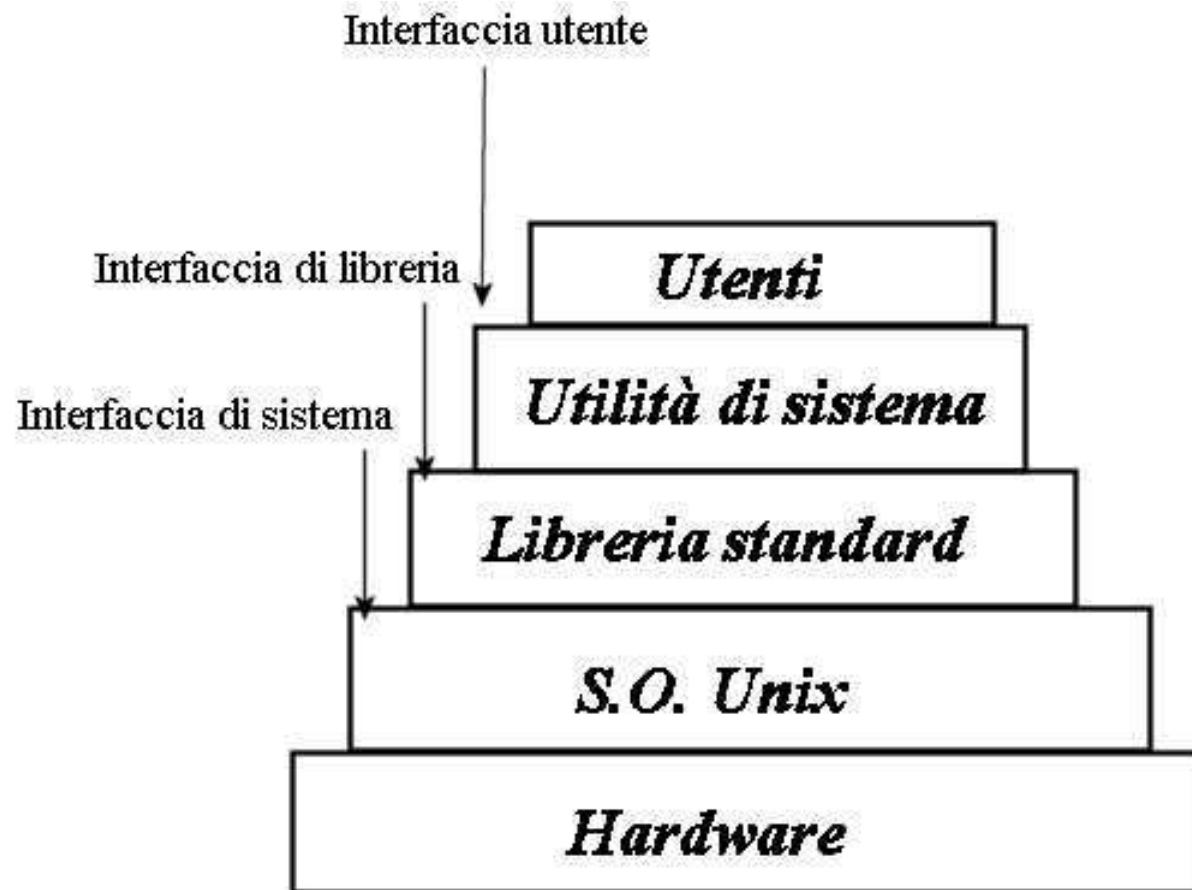 Interfaccia utente
Interfaccia di libreria
Utenti
Utilità di sistema
Interfaccia di sistema
Libreria standard
S.O. Unix
Hardware